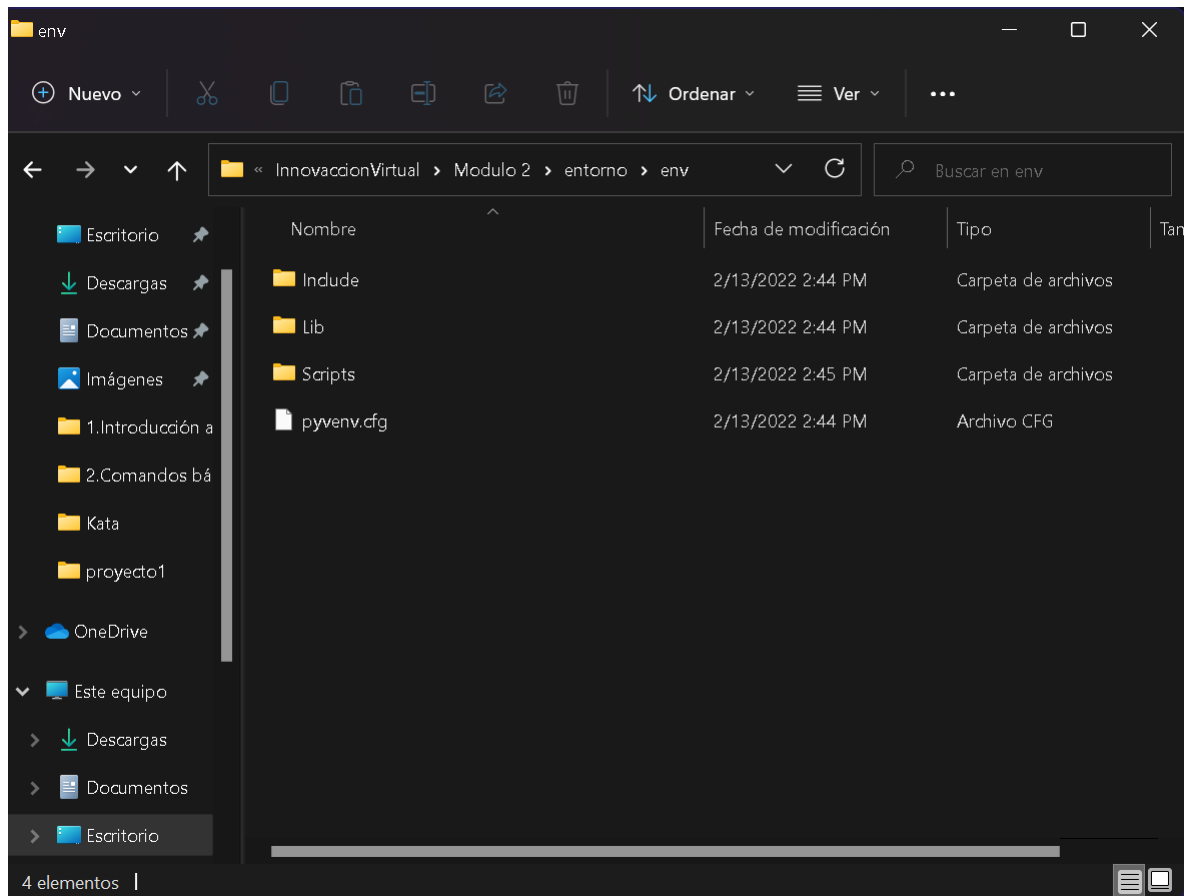 env
Nuevo Ordenar Ver
« InnovaccionVirtual > Modulo 2 > entorno > env Buscar en env
Nombre Fecha de modificación Tipo Tan
Escritorio
Descargas
Documentos
Imágenes
1.Introducción a
2.Comandos bá
Kata
proyecto1
OneDrive
Este equipo
Descargas
Documentos
Escritorio
Include 2/13/2022 2:44 PM Carpeta de archivos
Lib 2/13/2022 2:44 PM Carpeta de archivos
Scripts 2/13/2022 2:45 PM Carpeta de archivos
pyvenv.cfg 2/13/2022 2:44 PM Archivo CFG
4 elementos